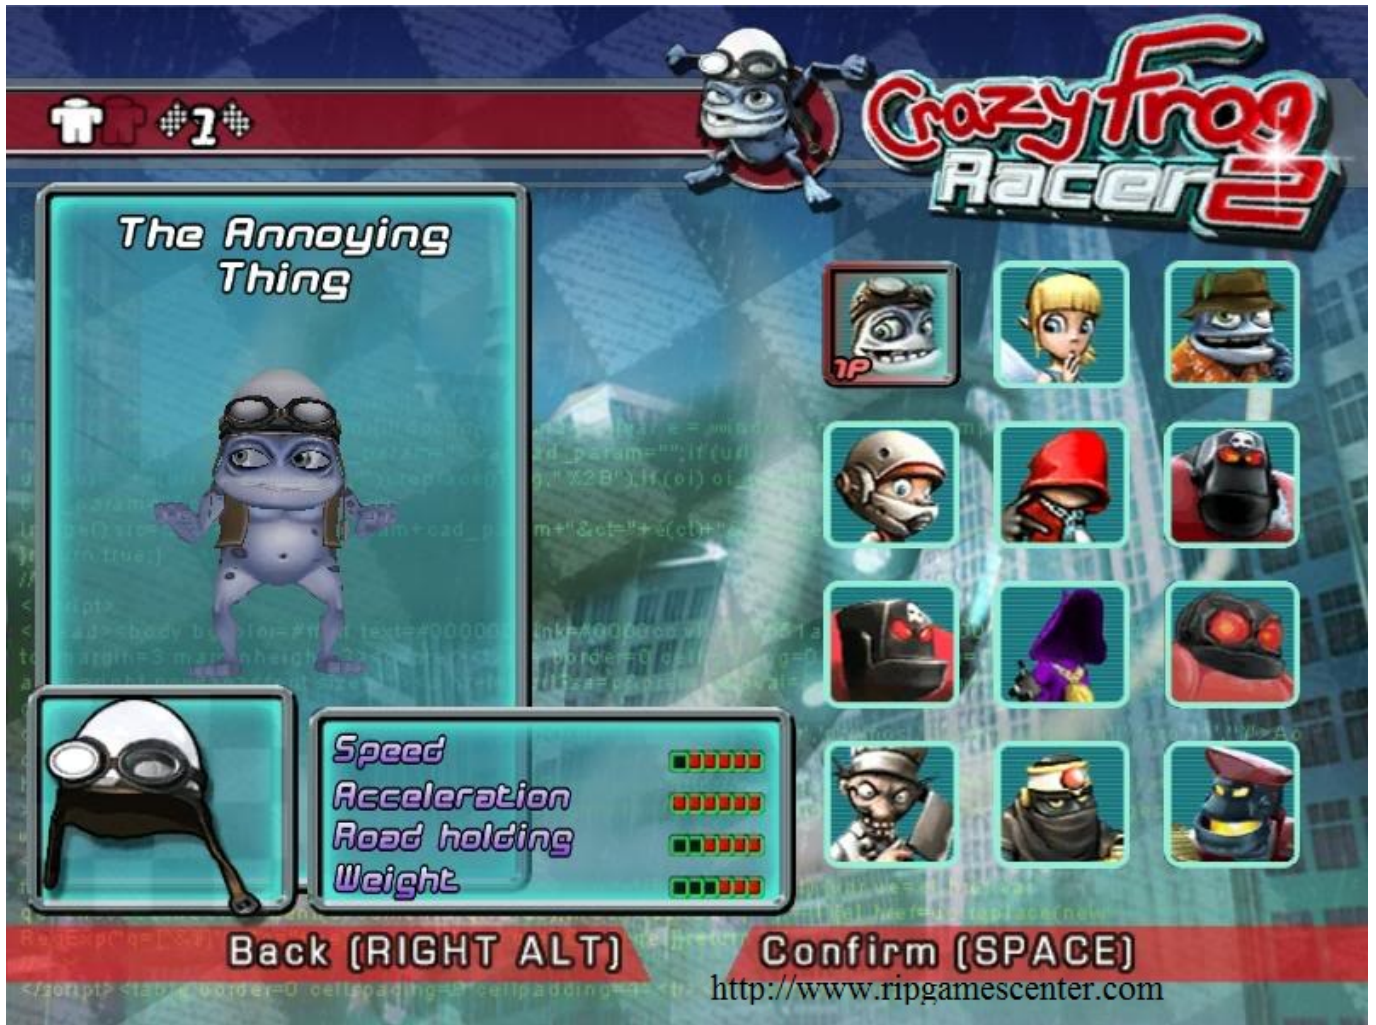 1
Crazy Frog
Racer 2
The Annoying
Thing
1P
Speed
Acceleration
Road holding
Weight
Back (RIGHT ALT)
Confirm (SPACE)
http://www.ripgamescenter.com